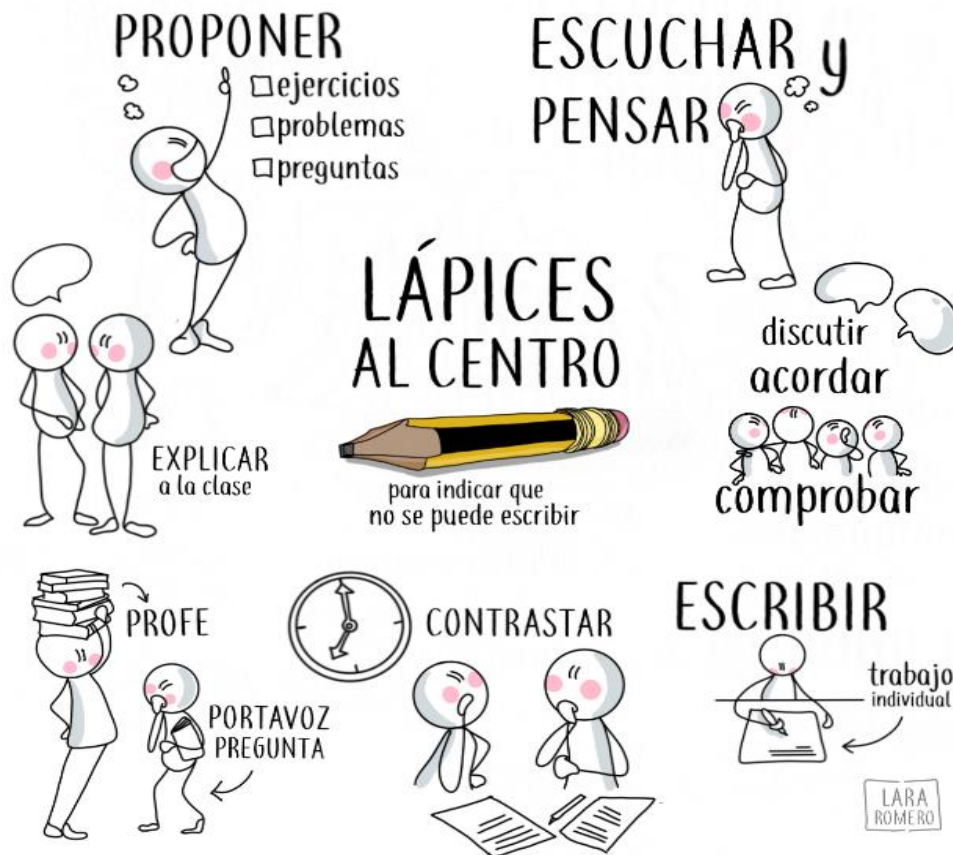 PROPONER
ejercicios
problemas
preguntas
ESCUCHAR y
PENSAR
LÁPICES
AL CENTRO
para indicar que
no se puede escribir
discutir
acordar
comprobar
EXPLICAR
a la clase
PROFE
PORTAVOZ
PREGUNTA
CONTRASTAR
ESCRIBIR
trabajo
individual
LARA
ROMERO